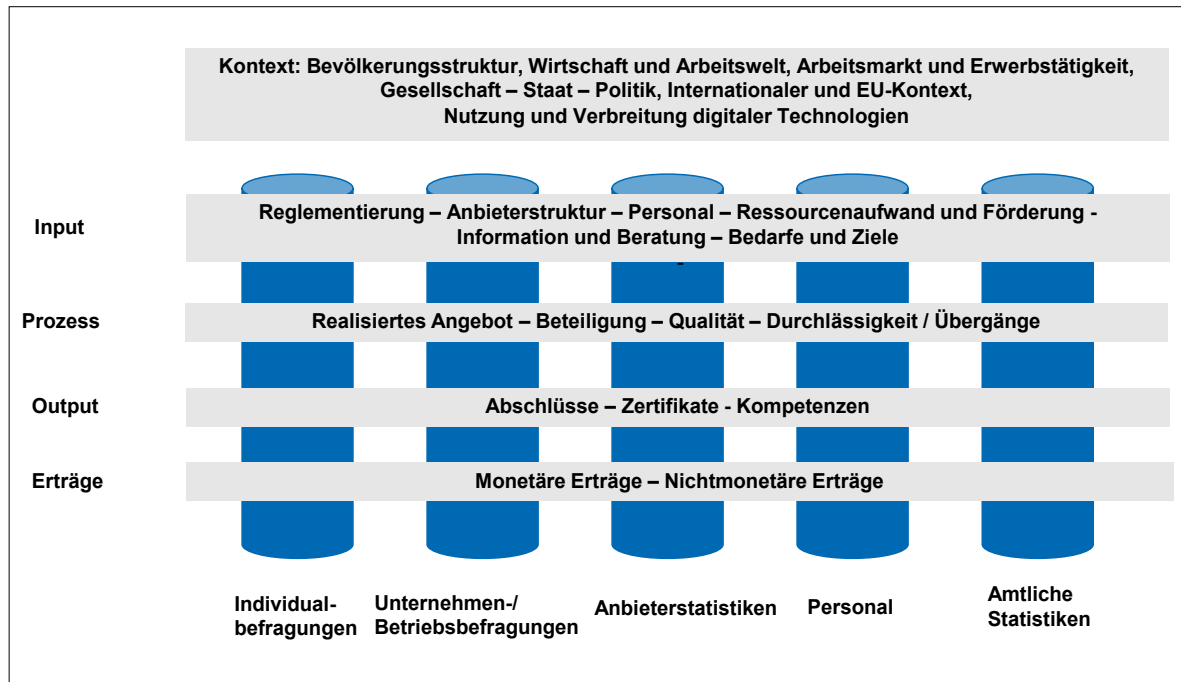 Kontext: Bevölkerungsstruktur, Wirtschaft und Arbeitswelt, Arbeitsmarkt und Erwerbstätigkeit,
Gesellschaft – Staat – Politik, Internationaler und EU-Kontext,
Nutzung und Verbreitung digitaler Technologien
Input
Reglementierung – Anbieterstruktur – Personal – Ressourcenaufwand und Förderung -
Information und Beratung – Bedarfe und Ziele
-
Prozess
Realisiertes Angebot – Beteiligung – Qualität – Durchlässigkeit / Übergänge
Output
Abschlüsse – Zertifikate - Kompetenzen
Erträge
Monetäre Erträge – Nichtmonetäre Erträge
Individual-
befragungen
Unternehmen-/
Betriebsbefragungen
Anbieterstatistiken
Personal
Amtliche
Statistiken